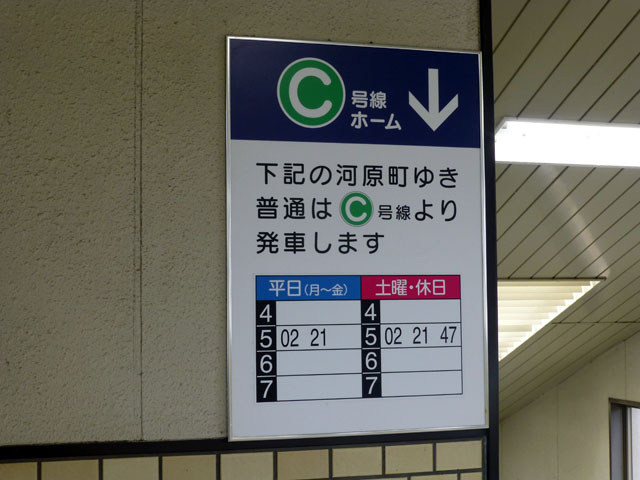 C 号線
ホーム ↓
下記の河原町ゆき
普通は C 号線より
発車します
平日(月〜金) 土曜・休日
4 4
5 02 21 5 02 21 47
6 6
7 7